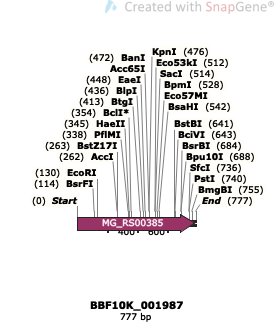 Created with SnapGene®
KpnI (476)
(472) BanI
Eco53kI (512)
Acc65I
SacI (514)
(448) EaeI
BpmI (528)
(436) BlpI
Eco57MI
(413) BtgI
BsaHI (542)
(354) BclI*
(345) HaeII
BstBI (641)
(338) PflMI
BciVI (643)
(263) BstZ17I
BsrBI (684)
(262) AccI
Bpu10I (688)
SfcI (736)
(130) EcoRI
PstI (740)
(114) BsrFI
BmgBI (755)
(0) Start
End (777)
MG_RS00385
400
600
BBF10K_001987
777 bp